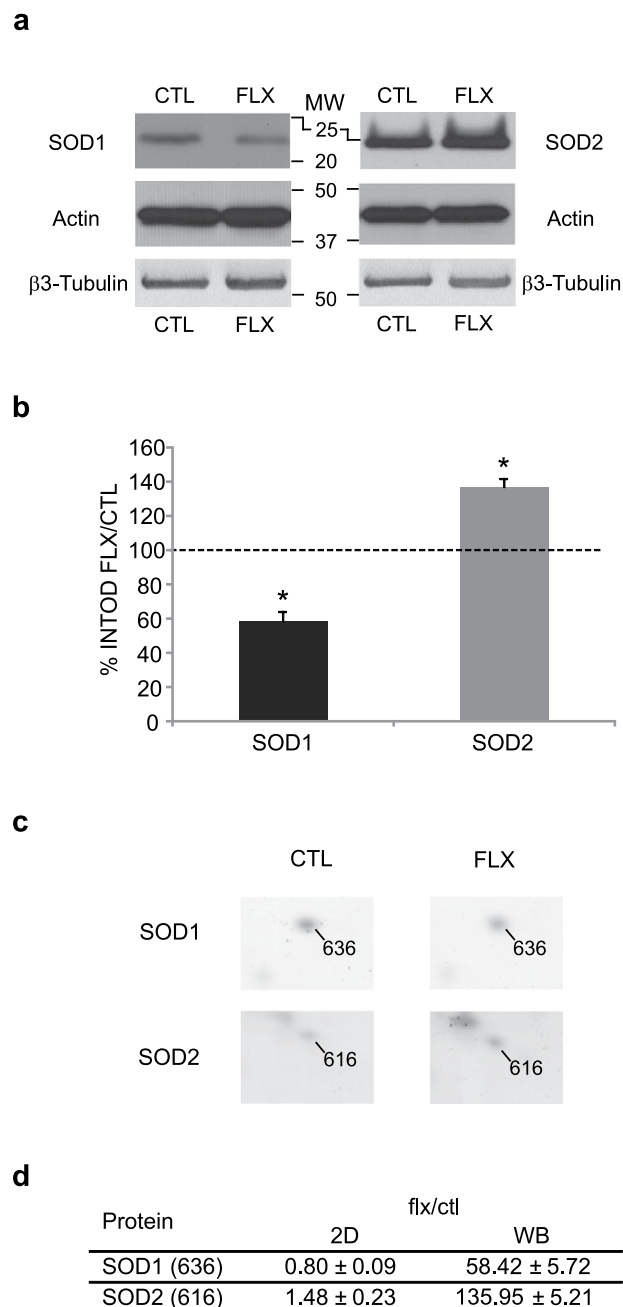 a
CTL FLX MW CTL FLX
SOD1 25 SOD2
20
Actin 50 Actin
37
β3-Tubulin β3-Tubulin
50
CTL FLX CTL FLX
b
% INTOD FLX/CTL
160
140 *
120
100
80
60 *
40
20
0
SOD1 SOD2
c
CTL FLX
SOD1 636 636
SOD2 616 616
d
Protein flx/ctl
2D WB
SOD1 (636) 0.80 ± 0.09 58.42 ± 5.72
SOD2 (616) 1.48 ± 0.23 135.95 ± 5.21